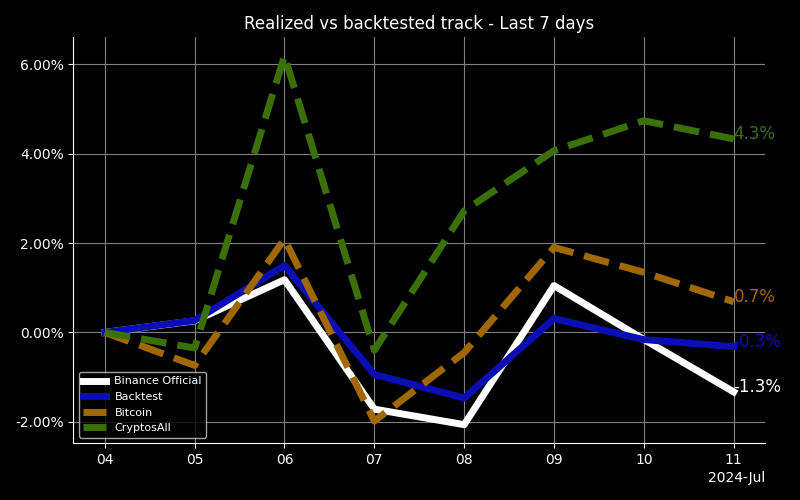 Realized vs backtested track - Last 7 days
6.00%
4.00%
2.00%
0.00%
-2.00%
4.3%
0.7%
-0.3%
-1.3%
Binance Official
Backtest
Bitcoin
CryptosAll
04 05 06 07 08 09 10 11
2024-Jul